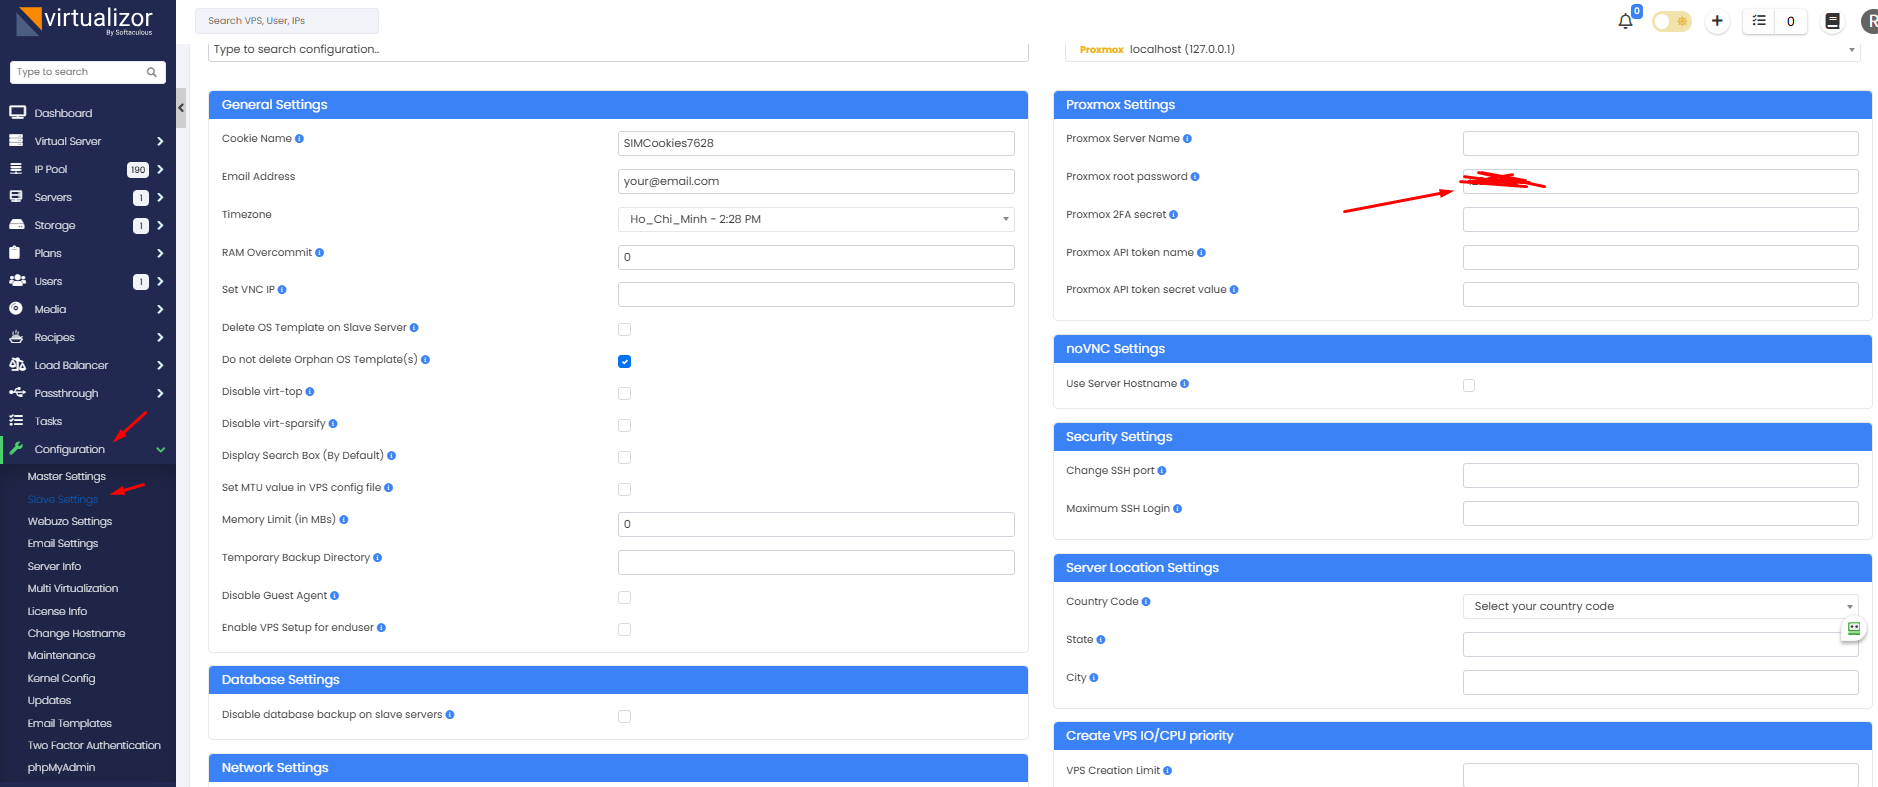 virtualizor
By Softaculous
Search VPS, User, IPs
0
0
R
Type to search
Dashboard
Virtual Server
IP Pool 190
Servers 1
Storage 1
Plans
Users 1
Media
Recipes
Load Balancer
Passthrough
Tasks
Configuration
Master Settings
Slave Settings
Webuzo Settings
Email Settings
Server Info
Multi Virtualization
License Info
Change Hostname
Maintenance
Kernel Config
Updates
Email Templates
Two Factor Authentication
phpMyAdmin
Type to search configuration..
Proxmox localhost (127.0.0.1)
General Settings
Cookie Name
SIMCookies7628
Email Address
your@email.com
Timezone
Ho_Chi_Minh - 2:28 PM
RAM Overcommit
0
Set VNC IP
Delete OS Template on Slave Server
Do not delete Orphan OS Template(s)
Disable virt-top
Disable virt-sparsify
Display Search Box (By Default)
Set MTU value in VPS config file
Memory Limit (in MBs)
0
Temporary Backup Directory
Disable Guest Agent
Enable VPS Setup for enduser
Database Settings
Disable database backup on slave servers
Network Settings
Proxmox Settings
Proxmox Server Name
Proxmox root password
Proxmox 2FA secret
Proxmox API token name
Proxmox API token secret value
noVNC Settings
Use Server Hostname
Security Settings
Change SSH port
Maximum SSH Login
Server Location Settings
Country Code
Select your country code
State
City
Create VPS IO/CPU priority
VPS Creation Limit